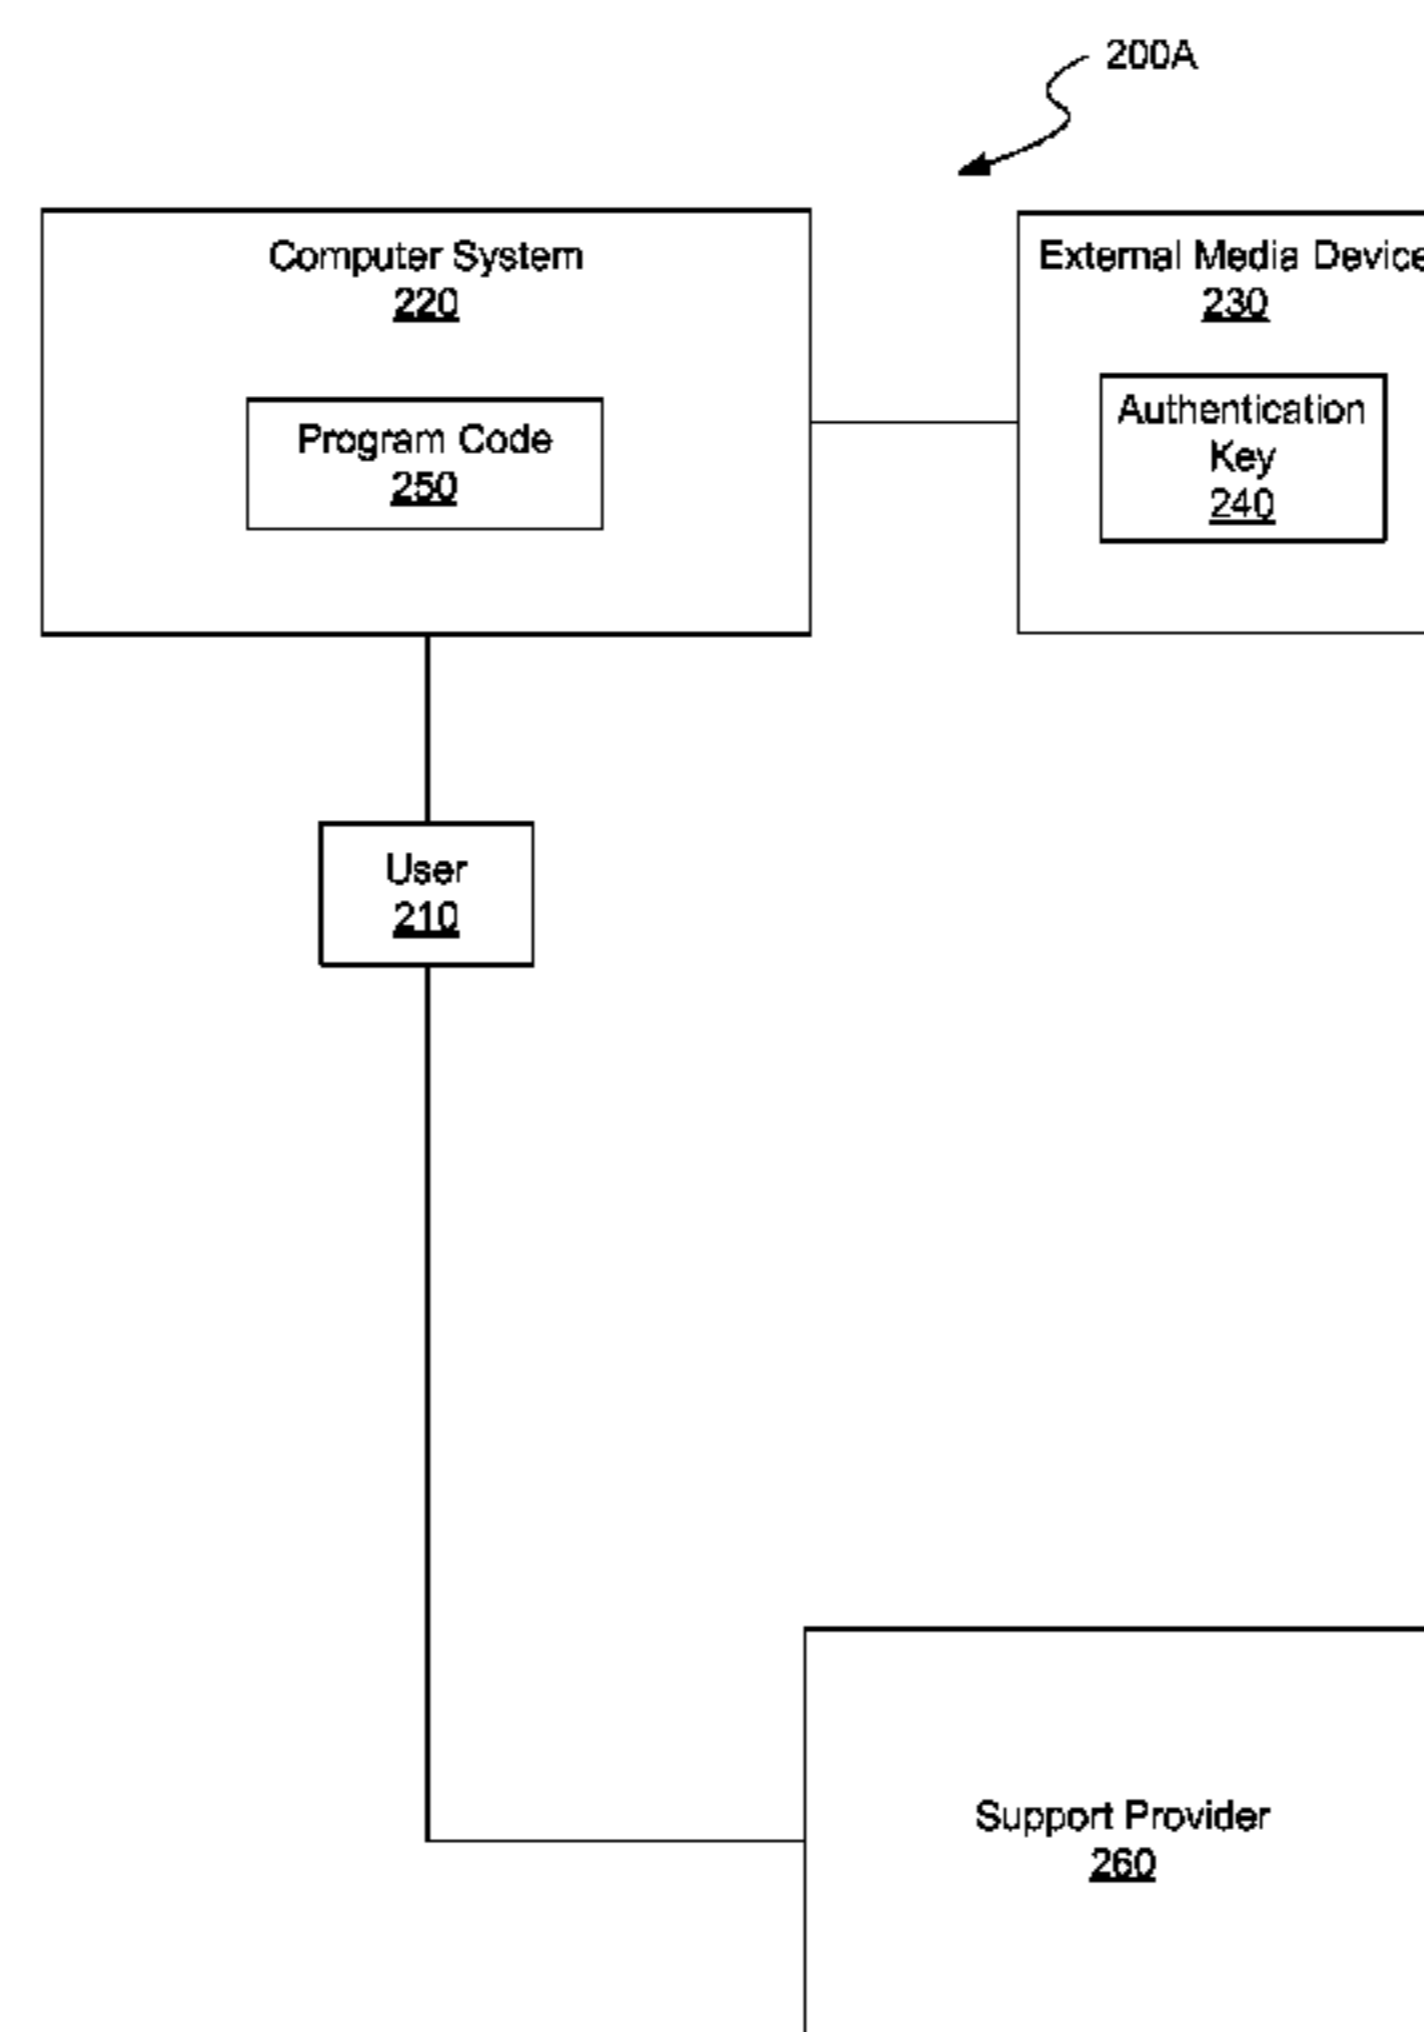 200A
Computer System
220
Program Code
250
External Media Device
230
Authentication
Key
240
User
210
Support Provider
260